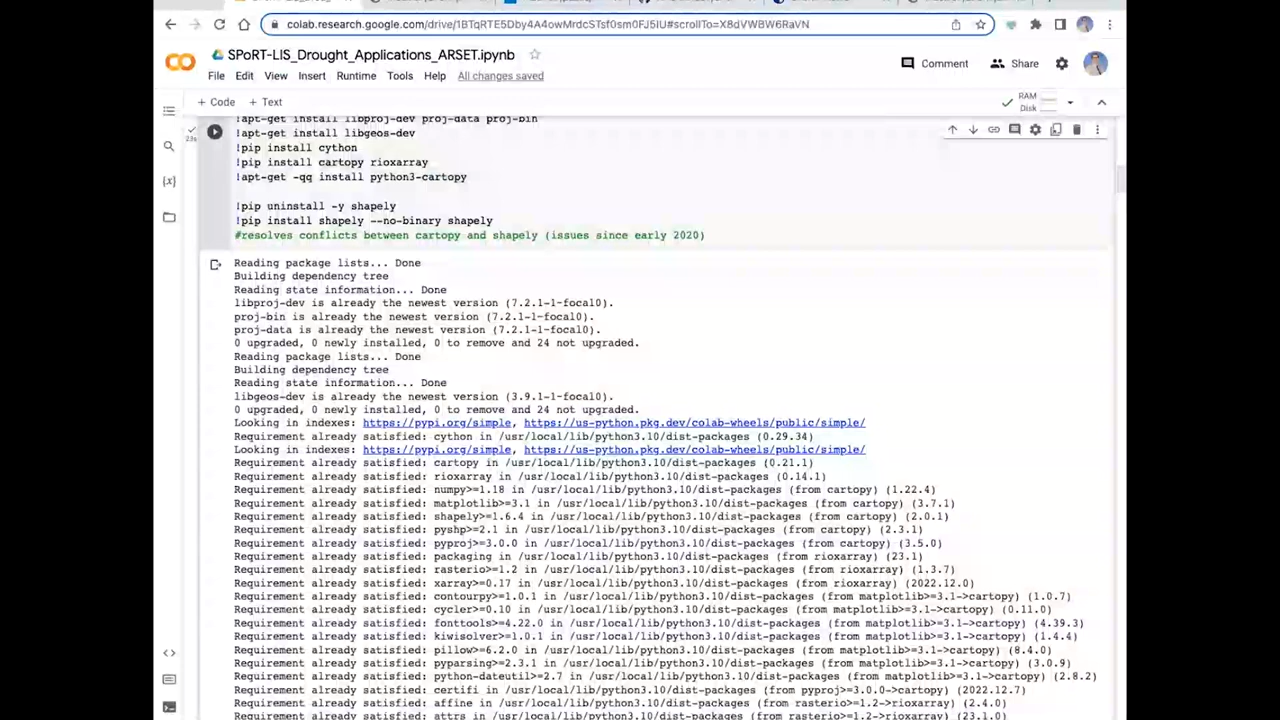 colab.research.google.com/drive/1BTqRTE5Dby4A4owMrdcSTsf0sm0FJ5IU#scrollTo=X8dVWBW6RaVN
SPoRT-LIS_Drought_Applications_ARSET.ipynb
Comment
Share
File Edit View Insert Runtime Tools Help All changes saved
+ Code + Text
RAM
Disk
!apt-get install libproj-dev proj-data proj-bin
!apt-get install libgeos-dev
!pip install cython
!pip install cartopy rioxarray
!apt-get -qq install python3-cartopy
!pip uninstall -y shapely
!pip install shapely --no-binary shapely
#resolves conflicts between cartopy and shapely (issues since early 2020)
Reading package lists... Done
Building dependency tree
Reading state information... Done
libproj-dev is already the newest version (7.2.1-1~focal0).
proj-bin is already the newest version (7.2.1-1~focal0).
proj-data is already the newest version (7.2.1-1~focal0).
0 upgraded, 0 newly installed, 0 to remove and 24 not upgraded.
Reading package lists... Done
Building dependency tree
Reading state information... Done
libgeos-dev is already the newest version (3.9.1-1~focal0).
0 upgraded, 0 newly installed, 0 to remove and 24 not upgraded.
Looking in indexes: https://pypi.org/simple, https://us-python.pkg.dev/colab-wheels/public/simple/
Requirement already satisfied: cython in /usr/local/lib/python3.10/dist-packages (0.29.34)
Looking in indexes: https://pypi.org/simple, https://us-python.pkg.dev/colab-wheels/public/simple/
Requirement already satisfied: cartopy in /usr/local/lib/python3.10/dist-packages (0.21.1)
Requirement already satisfied: rioxarray in /usr/local/lib/python3.10/dist-packages (0.14.1)
Requirement already satisfied: numpy>=1.18 in /usr/local/lib/python3.10/dist-packages (from cartopy) (1.22.4)
Requirement already satisfied: matplotlib>=3.1 in /usr/local/lib/python3.10/dist-packages (from cartopy) (3.7.1)
Requirement already satisfied: shapely>=1.6.4 in /usr/local/lib/python3.10/dist-packages (from cartopy) (2.0.1)
Requirement already satisfied: pyshp>=2.1 in /usr/local/lib/python3.10/dist-packages (from cartopy) (2.3.1)
Requirement already satisfied: pyproj>=3.0.0 in /usr/local/lib/python3.10/dist-packages (from cartopy) (3.5.0)
Requirement already satisfied: packaging in /usr/local/lib/python3.10/dist-packages (from rioxarray) (23.1)
Requirement already satisfied: rasterio>=1.2 in /usr/local/lib/python3.10/dist-packages (from rioxarray) (1.3.7)
Requirement already satisfied: xarray>=0.17 in /usr/local/lib/python3.10/dist-packages (from rioxarray) (2022.12.0)
Requirement already satisfied: contourpy>=1.0.1 in /usr/local/lib/python3.10/dist-packages (from matplotlib>=3.1->cartopy) (1.0.7)
Requirement already satisfied: cycler>=0.10 in /usr/local/lib/python3.10/dist-packages (from matplotlib>=3.1->cartopy) (0.11.0)
Requirement already satisfied: fonttools>=4.22.0 in /usr/local/lib/python3.10/dist-packages (from matplotlib>=3.1->cartopy) (4.39.3)
Requirement already satisfied: kiwisolver>=1.0.1 in /usr/local/lib/python3.10/dist-packages (from matplotlib>=3.1->cartopy) (1.4.4)
Requirement already satisfied: pillow>=6.2.0 in /usr/local/lib/python3.10/dist-packages (from matplotlib>=3.1->cartopy) (8.4.0)
Requirement already satisfied: pyparsing>=2.3.1 in /usr/local/lib/python3.10/dist-packages (from matplotlib>=3.1->cartopy) (3.0.9)
Requirement already satisfied: python-dateutil>=2.7 in /usr/local/lib/python3.10/dist-packages (from matplotlib>=3.1->cartopy) (2.8.2)
Requirement already satisfied: certifi in /usr/local/lib/python3.10/dist-packages (from pyproj>=3.0.0->cartopy) (2022.12.7)
Requirement already satisfied: affine in /usr/local/lib/python3.10/dist-packages (from rasterio>=1.2->rioxarray) (2.4.0)
Requirement already satisfied: attrs in /usr/local/lib/python3.10/dist-packages (from rasterio>=1.2->rioxarray) (23.1.0)